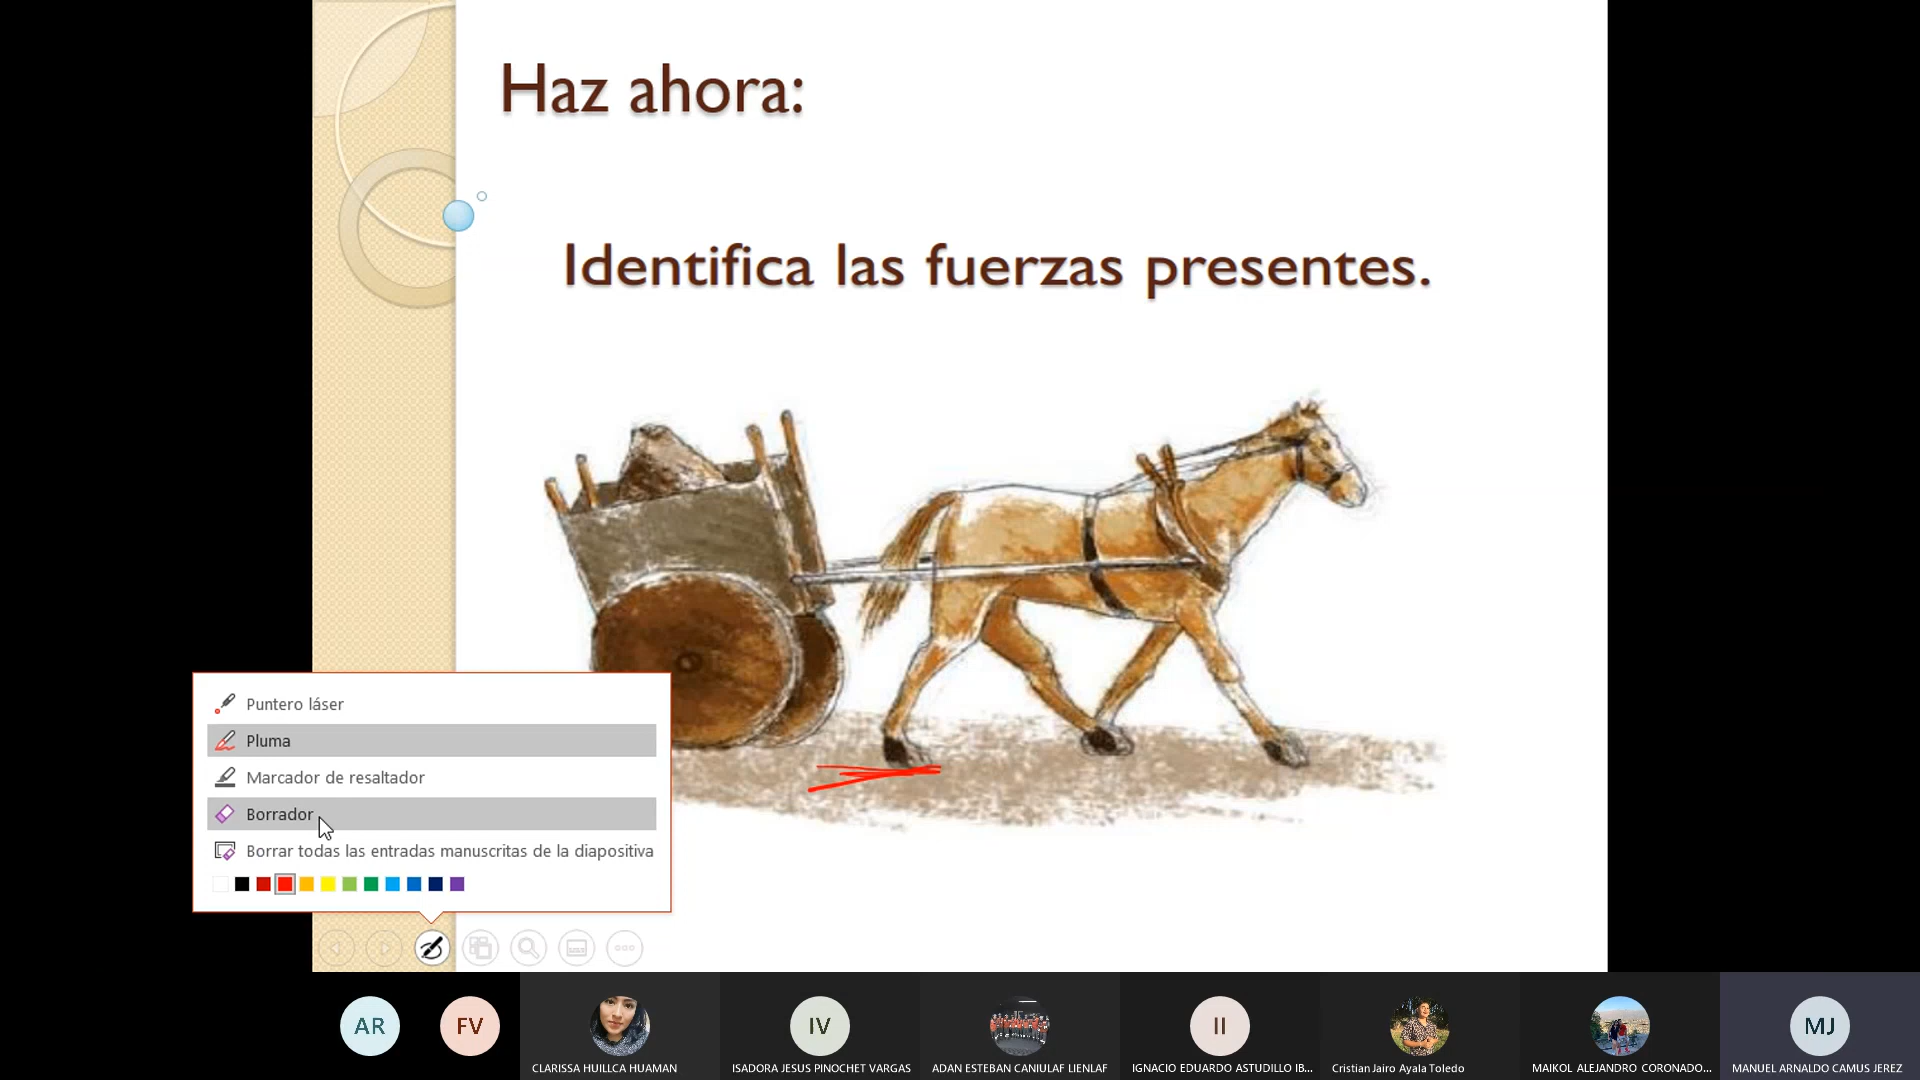 Haz ahora:
Identifica las fuerzas presentes.
Puntero láser
Pluma
Marcador de resaltador
Borrador
Borrar todas las entradas manuscritas de la diapositiva
AR
FV
IV
II
MJ
CLARISSA HUILLCA HUAMAN
ISADORA JESUS PINOCHET VARGAS
ADAN ESTEBAN CANIULAF LIENLAF
IGNACIO EDUARDO ASTUDILLO IB...
Cristian Jairo Ayala Toledo
MAIKOL ALEJANDRO CORONADO...
MANUEL ARNALDO CAMUS JEREZ